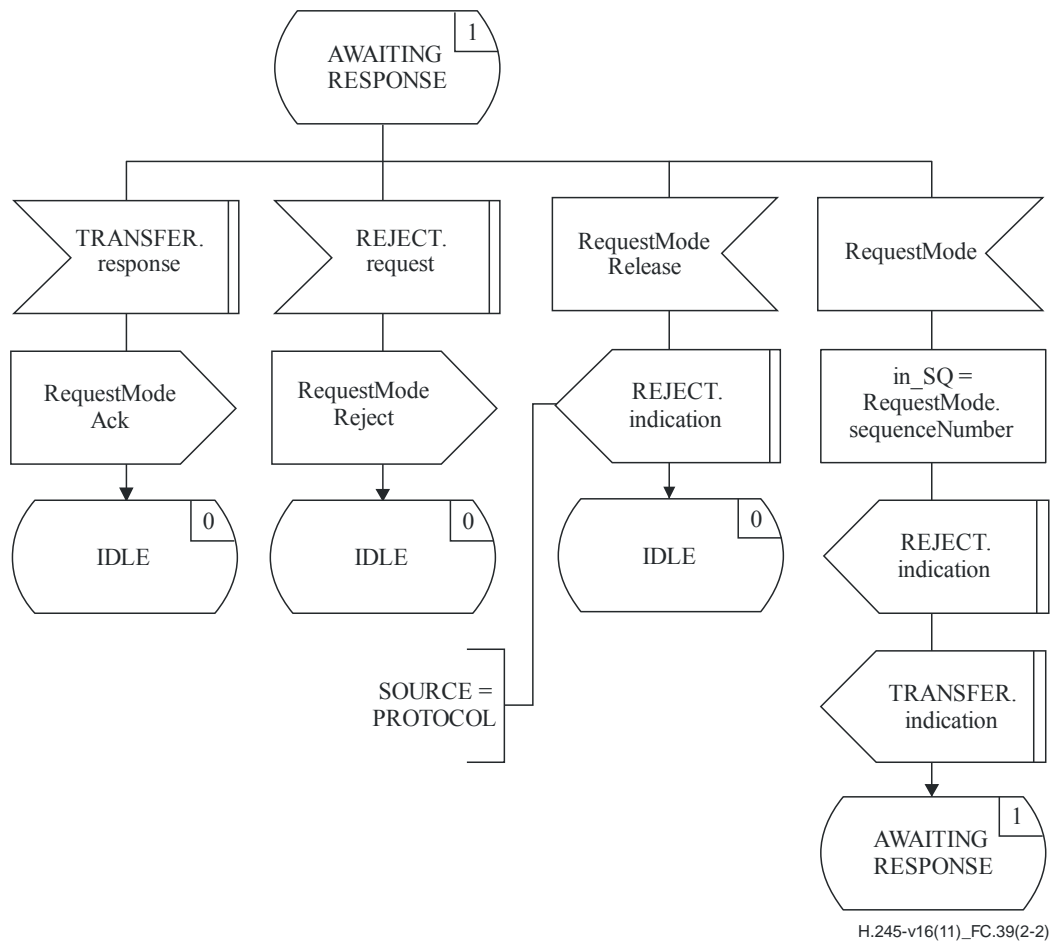 1
AWAITING
RESPONSE
TRANSFER.
response
REJECT.
request
RequestMode
Release
RequestMode
RequestMode
Ack
RequestMode
Reject
REJECT.
indication
in_SQ =
RequestMode.
sequenceNumber
0
IDLE
0
IDLE
0
IDLE
REJECT.
indication
SOURCE =
PROTOCOL
TRANSFER.
indication
1
AWAITING
RESPONSE
H.245-v16(11)_FC.39(2-2)